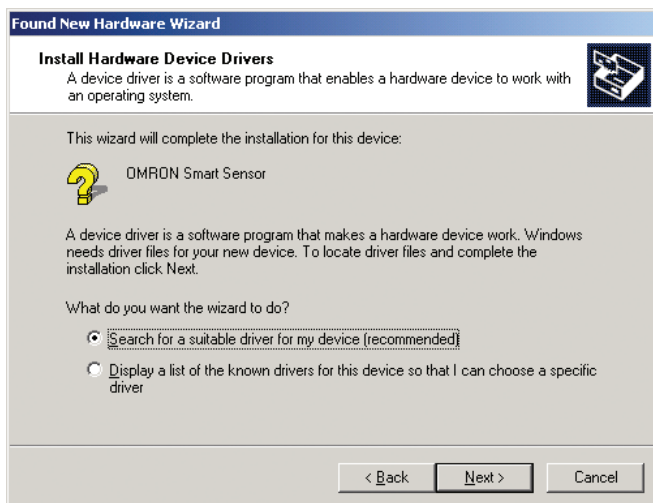 Found New Hardware Wizard
Install Hardware Device Drivers
A device driver is a software program that enables a hardware device to work with
an operating system.
This wizard will complete the installation for this device:
OMRON Smart Sensor
A device driver is a software program that makes a hardware device work. Windows
needs driver files for your new device. To locate driver files and complete the
installation click Next.
What do you want the wizard to do?
Search for a suitable driver for my device (recommended)
Display a list of the known drivers for this device so that I can choose a specific
driver
< Back Next > Cancel